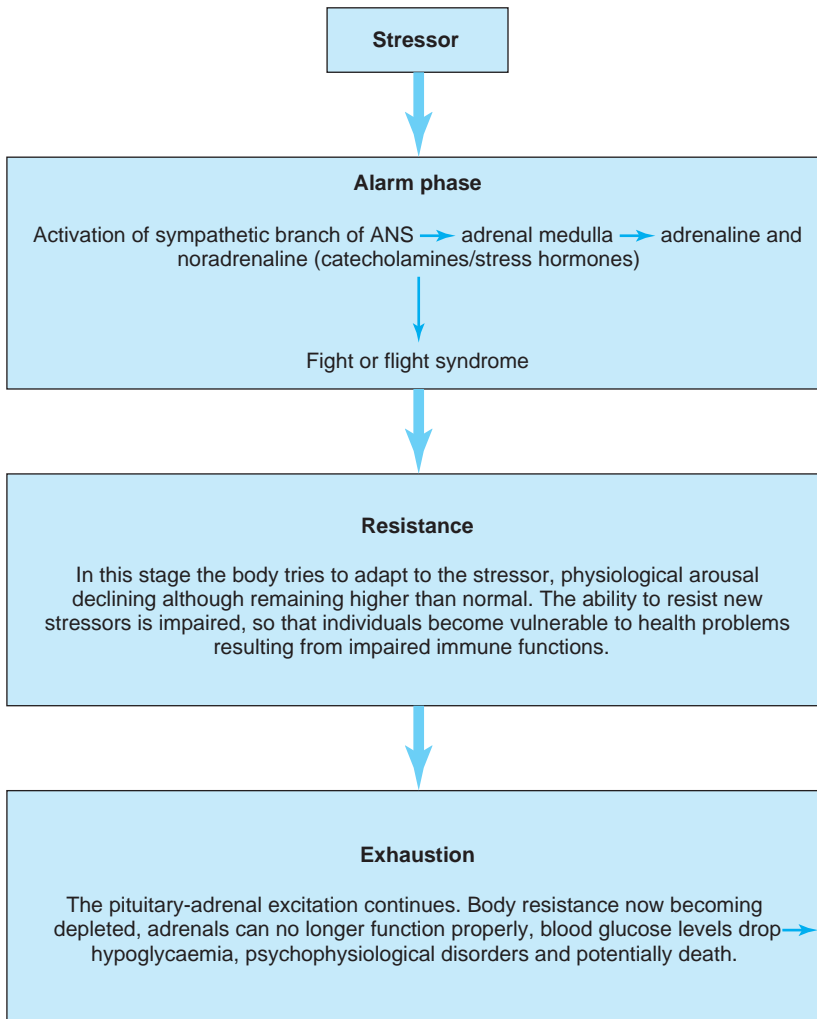 Stressor
Alarm phase
Activation of sympathetic branch of ANS → adrenal medulla → adrenaline and
noradrenaline (catecholamines/stress hormones)
Fight or flight syndrome
Resistance
In this stage the body tries to adapt to the stressor, physiological arousal
declining although remaining higher than normal. The ability to resist new
stressors is impaired, so that individuals become vulnerable to health problems
resulting from impaired immune functions.
Exhaustion
The pituitary-adrenal excitation continues. Body resistance now becoming
depleted, adrenals can no longer function properly, blood glucose levels drop →
hypoglycaemia, psychophysiological disorders and potentially death.